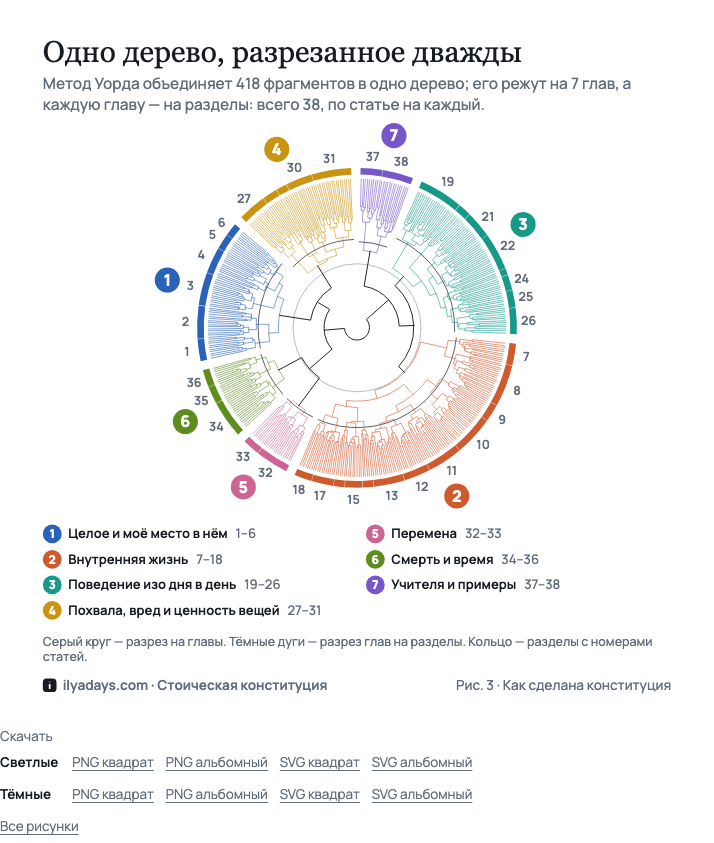 Одно дерево, разрезанное дважды
Метод Уорда объединяет 418 фрагментов в одно дерево; его режут на 7 глав, а
каждую главу — на разделы: всего 38, по статье на каждый.
7
4
37
38
31
30
19
27
6
21
3
5
22
4
1
3
24
25
2
26
1
7
36
8
35
6
34
9
33
10
32
11
5
18
17
15
13
12
2
1 Целое и моё место в нём 1–6
2 Внутренняя жизнь 7–18
3 Поведение изо дня в день 19–26
4 Похвала, вред и ценность вещей 27–31
5 Перемена 32–33
6 Смерть и время 34–36
7 Учителя и примеры 37–38
Серый круг — разрез на главы. Тёмные дуги — разрез глав на разделы. Кольцо — разделы с номерами
статей.
i ilyadays.com · Стоическая конституция
Рис. 3 · Как сделана конституция
Скачать
Светлые PNG квадрат PNG альбомный SVG квадрат SVG альбомный
Тёмные PNG квадрат PNG альбомный SVG квадрат SVG альбомный
Все рисунки